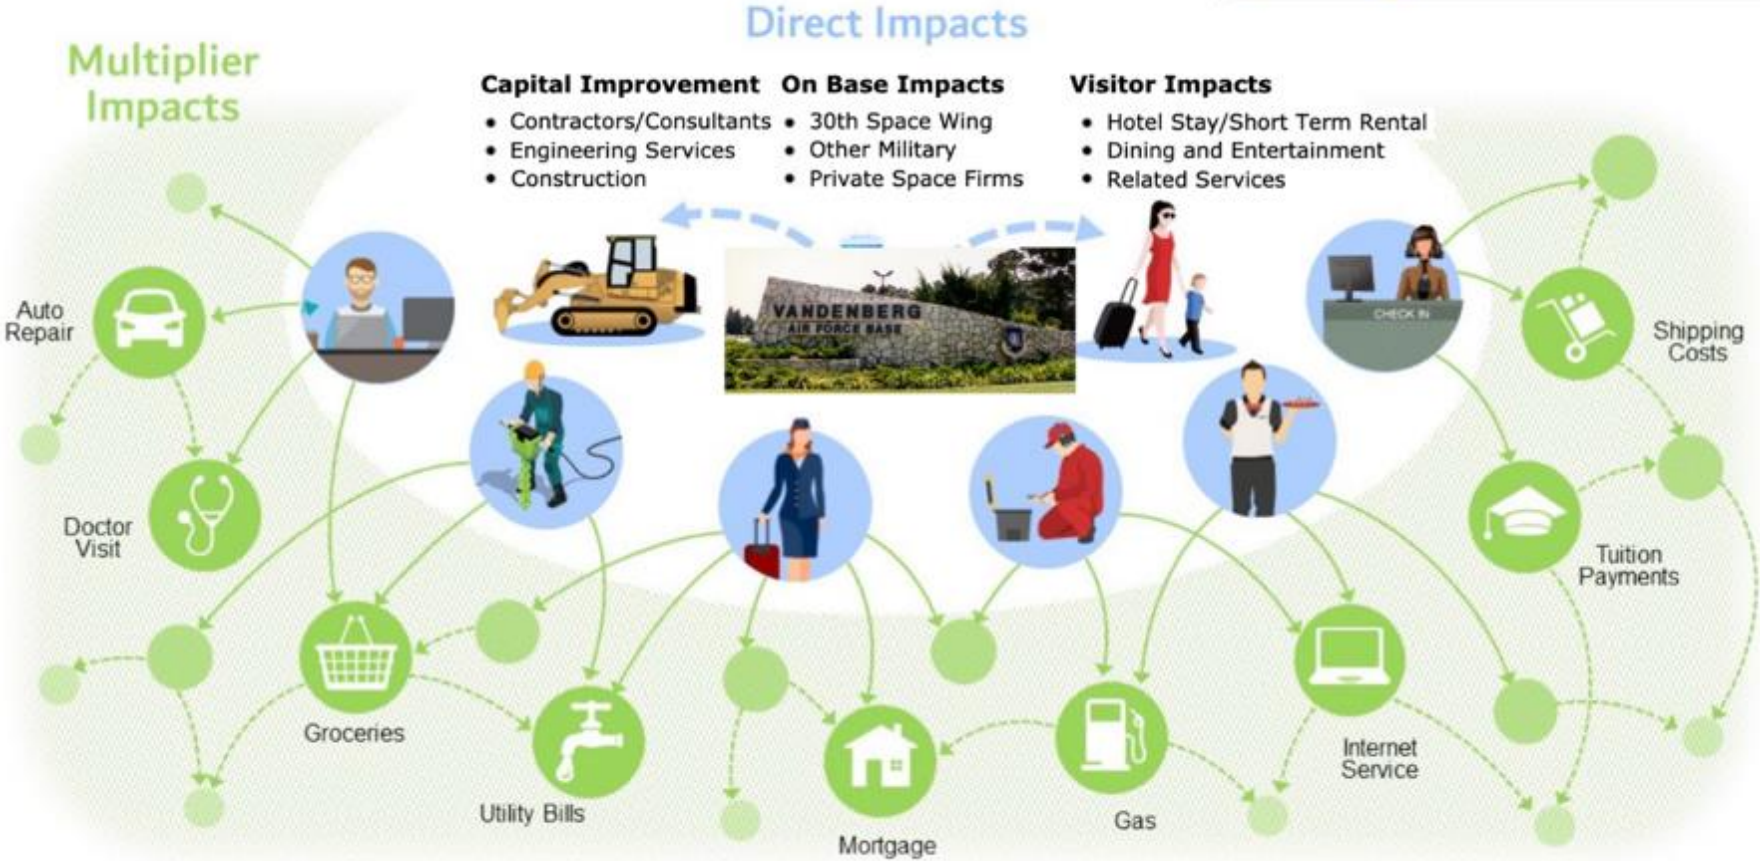 Direct Impacts
Multiplier
Impacts
Capital Improvement
• Contractors/Consultants
• Engineering Services
• Construction
On Base Impacts
• 30th Space Wing
• Other Military
• Private Space Firms
Visitor Impacts
• Hotel Stay/Short Term Rental
• Dining and Entertainment
• Related Services
VANDENBERG
AIR FORCE BASE
CHECK IN
Auto
Repair
Shipping
Costs
Doctor
Visit
Tuition
Payments
Groceries
Internet
Service
Utility Bills
Gas
Mortgage